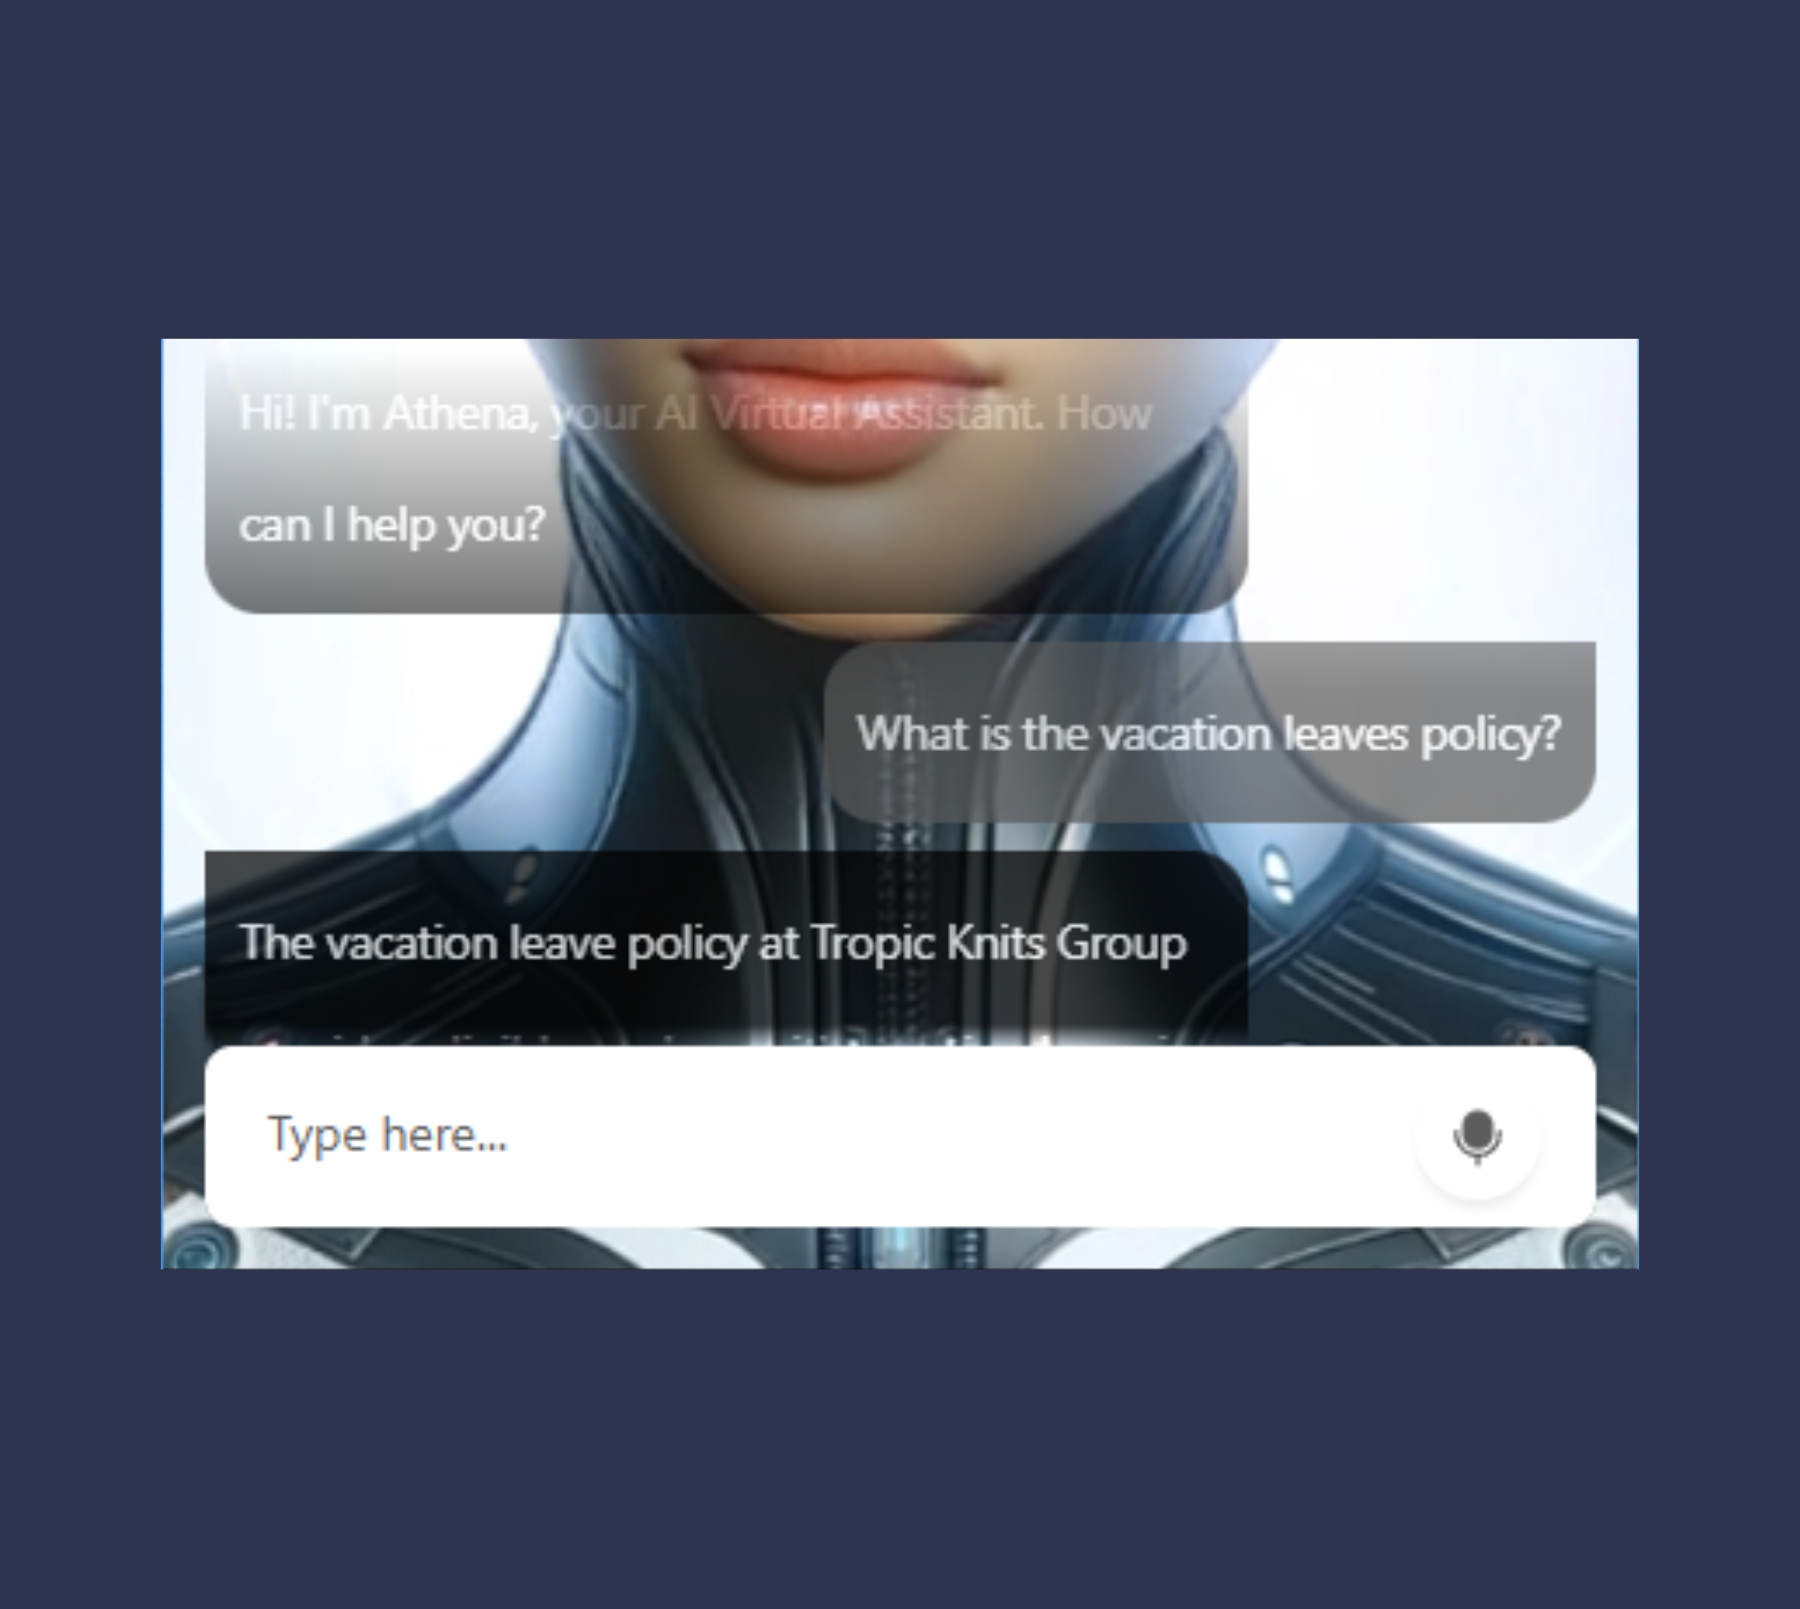 Hi! I'm Athena, your AI Virtual Assistant. How
can I help you?
What is the vacation leaves policy?
The vacation leave policy at Tropic Knits Group
Type here...